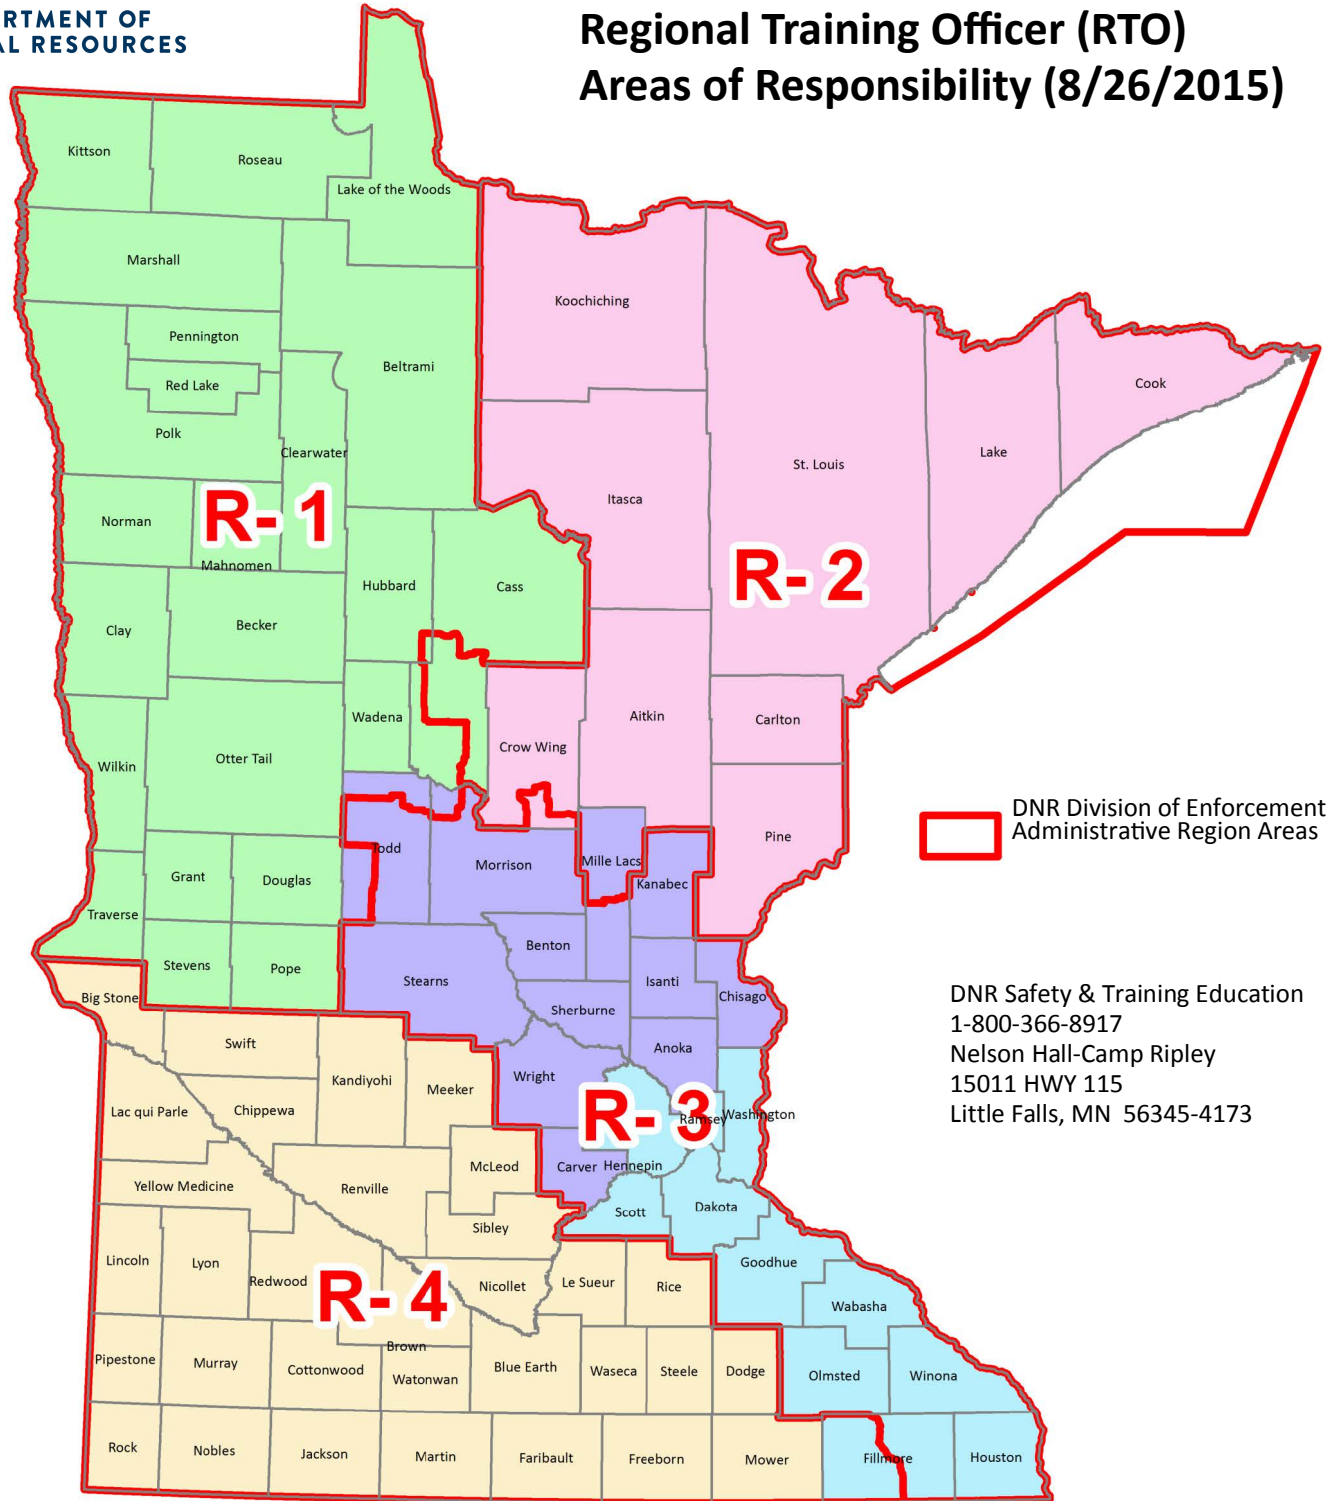 RTMENT OF
AL RESOURCES
Regional Training Officer (RTO)
Areas of Responsibility (8/26/2015)
Kittson
Roseau
Lake of the Woods
Marshall
Koochiching
Pennington
Beltrami
Red Lake
Cook
Polk
Clearwater
Lake
St. Louis
Itasca
Norman
R- 1
Mahnomen
R- 2
Hubbard
Cass
Clay
Becker
Wadena
Aitkin
Carlton
Crow Wing
Otter Tail
Wilkin
DNR Division of Enforcement
Administrative Region Areas
Pine
Todd
Morrison
Mille Lacs
Kanabec
Grant
Douglas
Traverse
Benton
Stevens
Pope
Stearns
Isanti
Chisago
Big Stone
Sherburne
DNR Safety & Training Education
1-800-366-8917
Nelson Hall-Camp Ripley
15011 HWY 115
Little Falls, MN  56345-4173
Swift
Anoka
Kandiyohi
Wright
Meeker
Lac qui Parle
Chippewa
R- 3
Ramsey
Washington
McLeod
Carver
Hennepin
Yellow Medicine
Renville
Scott
Dakota
Sibley
Lincoln
Lyon
Redwood
R- 4
Nicollet
Le Sueur
Rice
Goodhue
Wabasha
Brown
Pipestone
Murray
Cottonwood
Watonwan
Blue Earth
Waseca
Steele
Dodge
Olmsted
Winona
Rock
Nobles
Jackson
Martin
Faribault
Freeborn
Mower
Fillmore
Houston